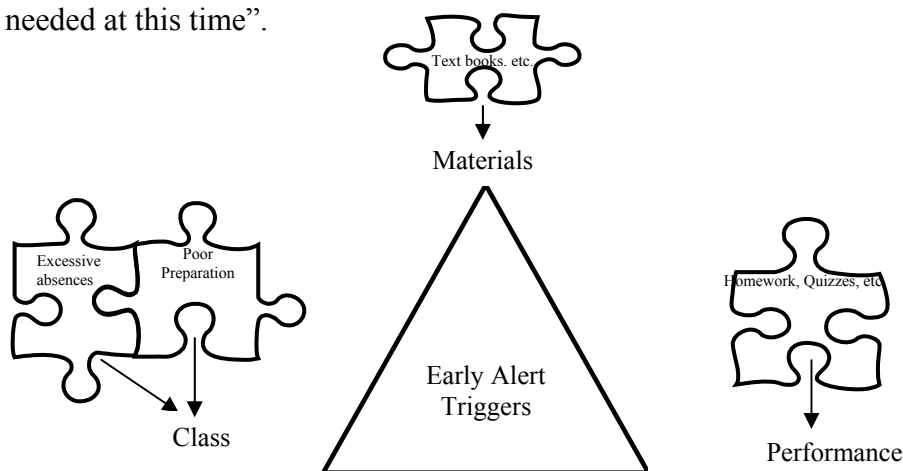 needed at this time”.
Text books. etc.
Materials
Excessive
absences
Poor
Preparation
Homework, Quizzes, etc
Early Alert
Triggers
Class
Performance